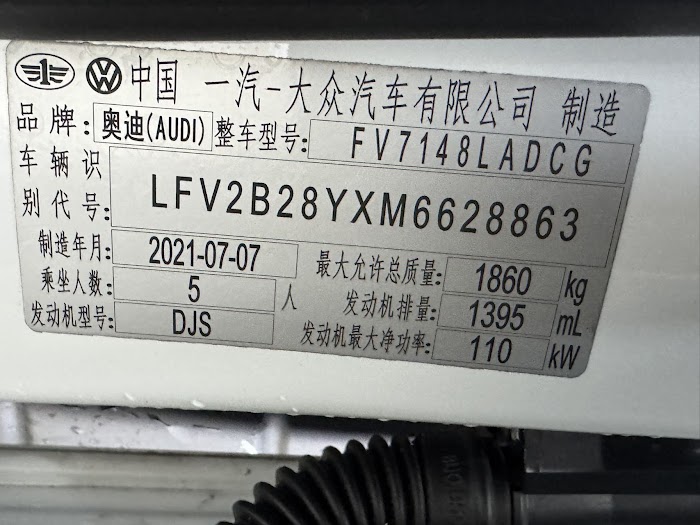 中国 一汽-大众汽车有限公司 制造
品牌: 奥迪(AUDI) 整车型号: FV7148LADCG
车辆识
别代号: LFV2B28YXM6628863
制造年月: 2021-07-07 最大允许总质量: 1860 kg
乘坐人数: 5 人 发动机排量: 1395 mL
发动机型号: DJS 发动机最大净功率: 110 kW